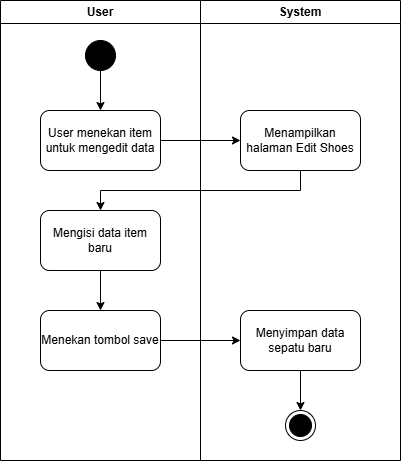 User
System
User menekan item
untuk mengedit data
Menampilkan
halaman Edit Shoes
Mengisi data item
baru
Menekan tombol save
Menyimpan data
sepatu baru